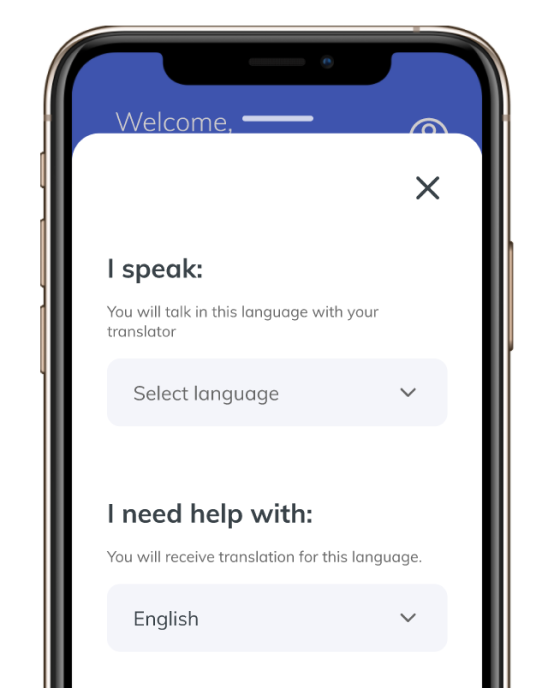 Welcome,
I speak:
You will talk in this language with your
translator
Select language
I need help with:
You will receive translation for this language.
English